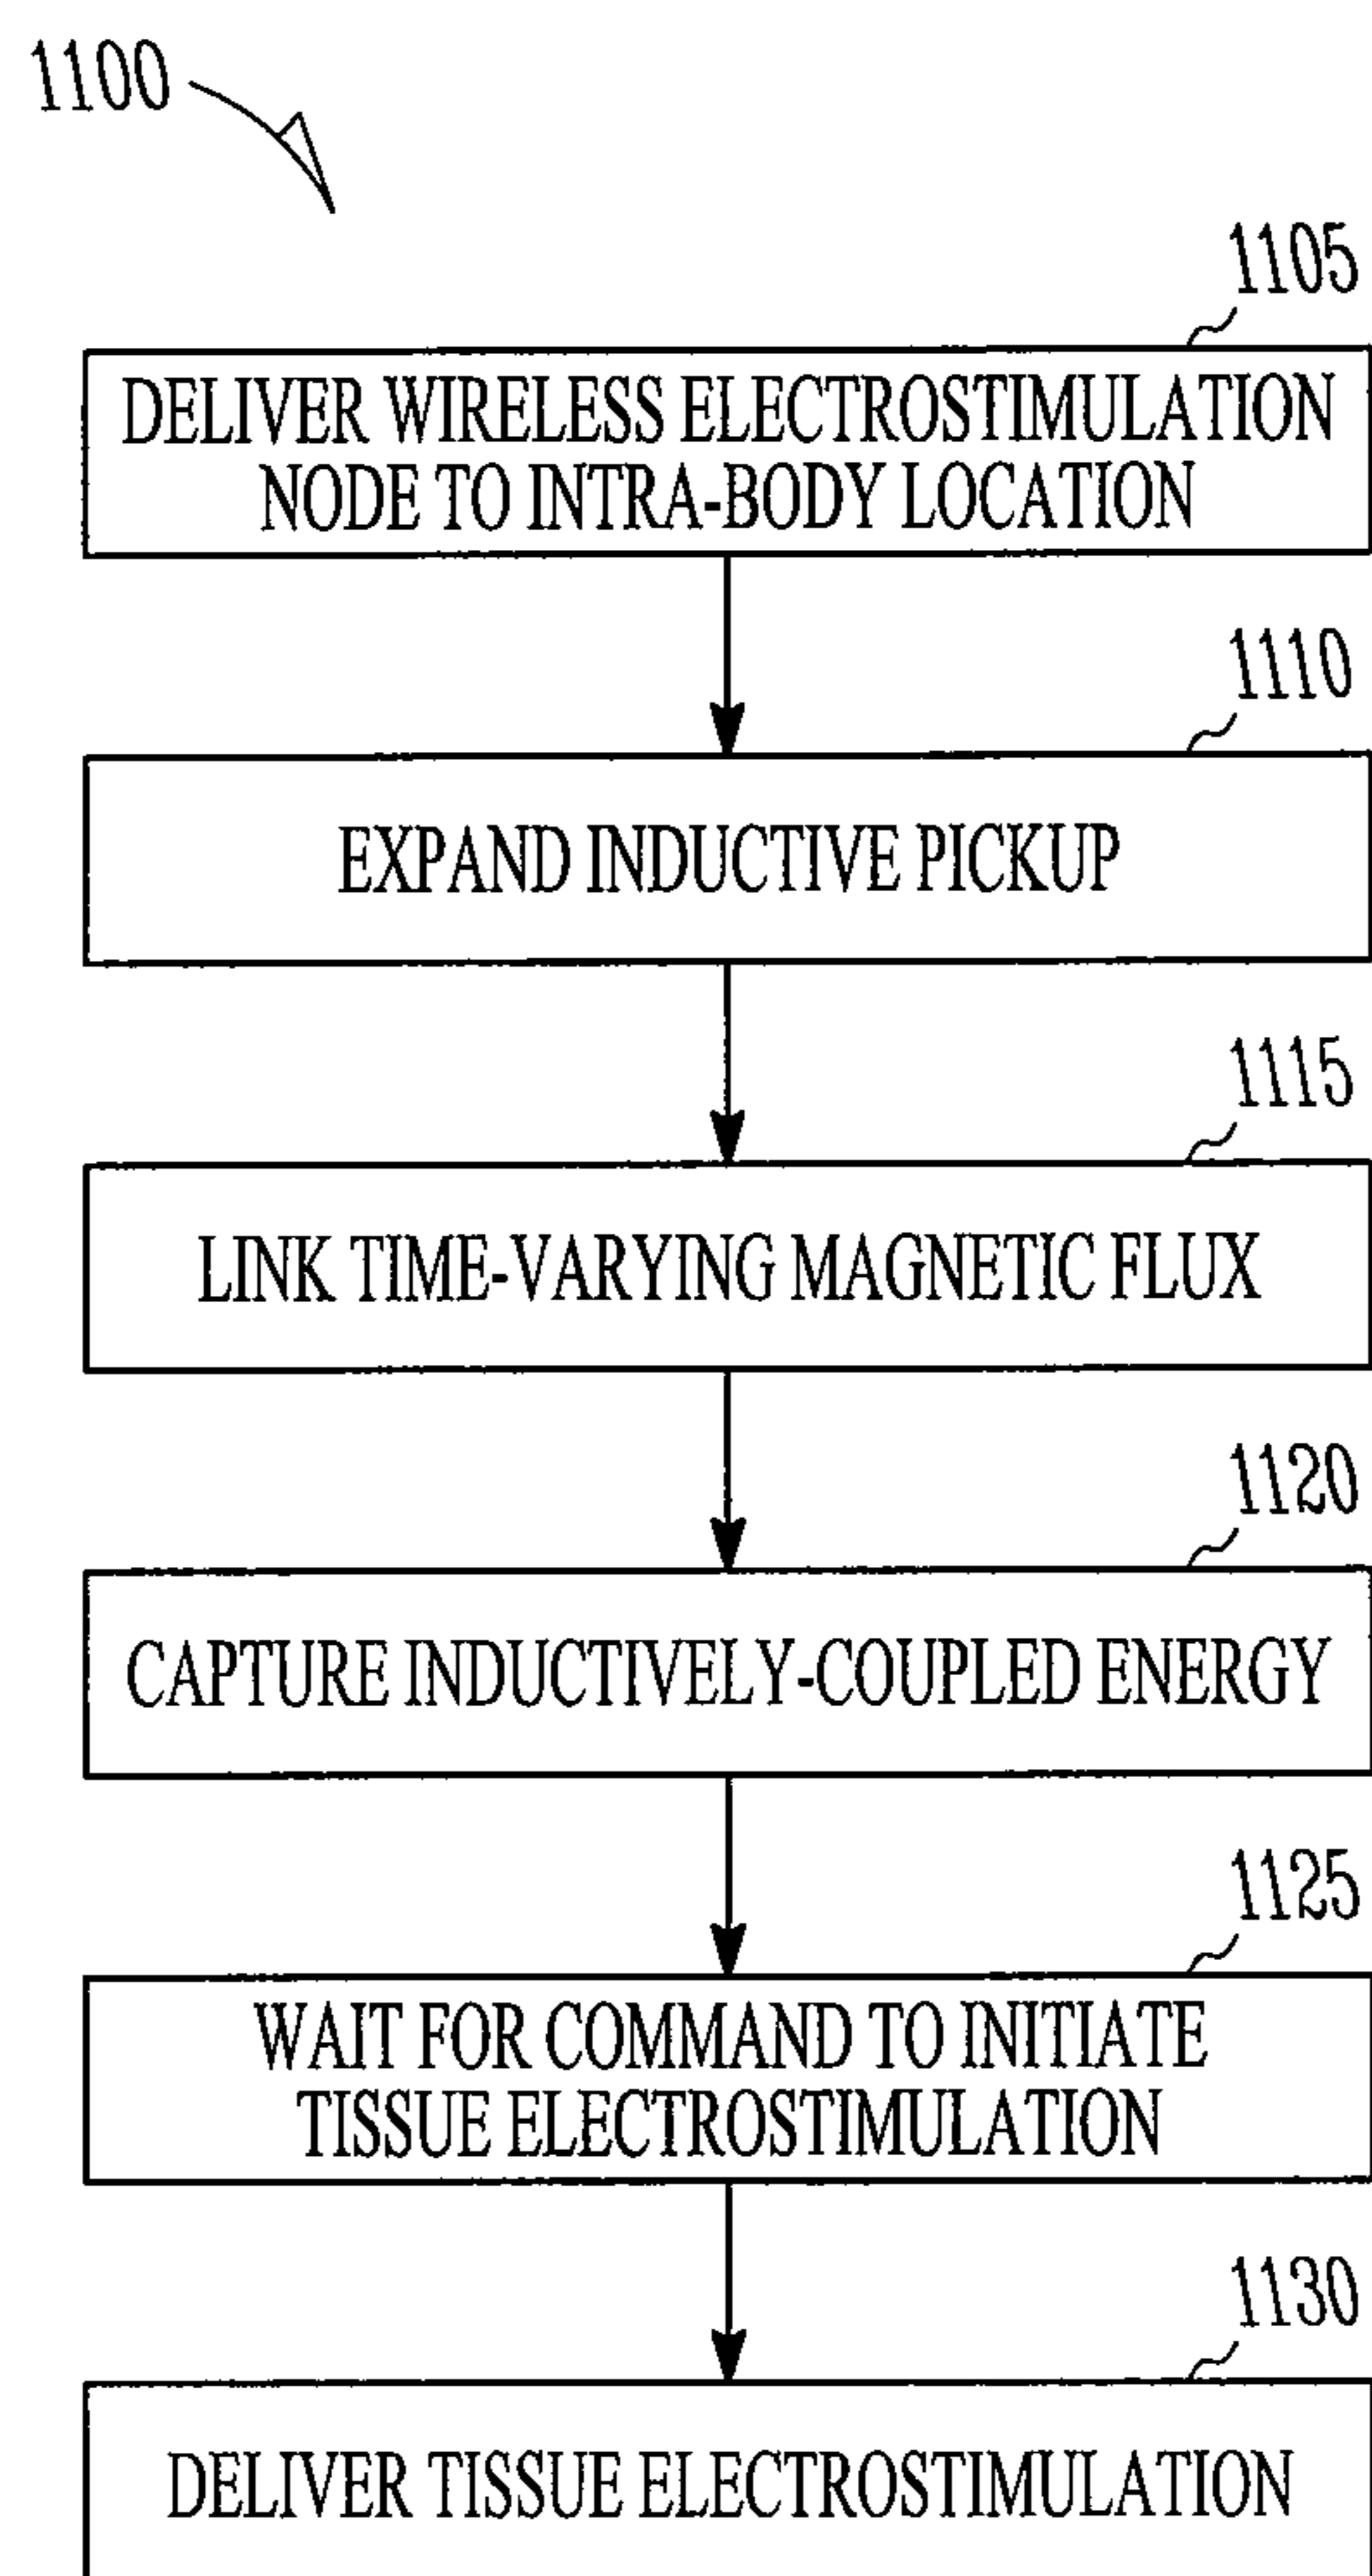 1100
1105
DELIVER WIRELESS ELECTROSTIMULATION
NODE TO INTRA-BODY LOCATION
1110
EXPAND INDUCTIVE PICKUP
1115
LINK TIME-VARYING MAGNETIC FLUX
1120
CAPTURE INDUCTIVELY-COUPLED ENERGY
1125
WAIT FOR COMMAND TO INITIATE
TISSUE ELECTROSTIMULATION
1130
DELIVER TISSUE ELECTROSTIMULATION